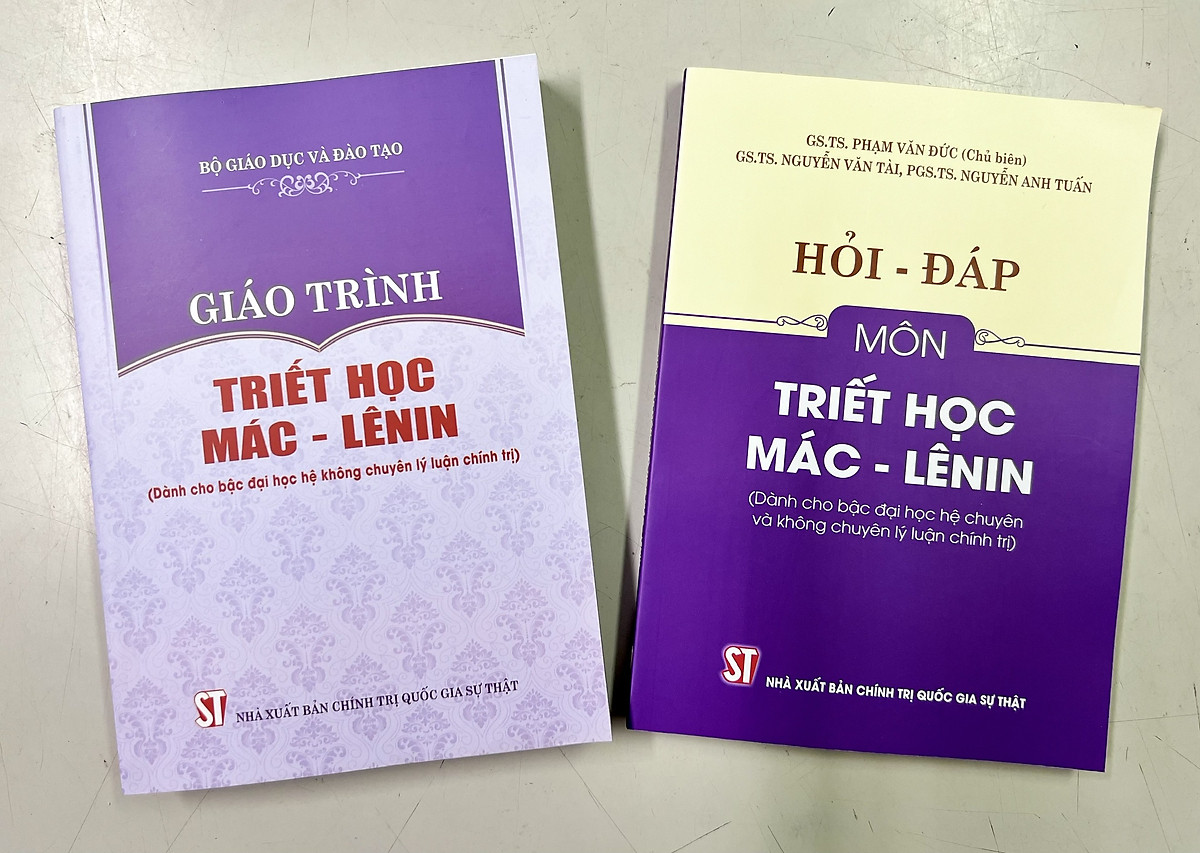 BỘ GIÁO DỤC VÀ ĐÀO TẠO
GIÁO TRÌNH
TRIẾT HỌC
MÁC - LÊNIN
(Dành cho bậc đại học hệ không chuyên lý luận chính trị)
ST
NHÀ XUẤT BẢN CHÍNH TRỊ QUỐC GIA SỰ THẬT
GS.TS. PHẠM VĂN ĐỨC (Chủ biên)
GS.TS. NGUYỄN VĂN TÀI, PGS.TS. NGUYỄN ANH TUẤN
HỎI - ĐÁP
MÔN
TRIẾT HỌC
MÁC - LÊNIN
(Dành cho bậc đại học hệ chuyên
và không chuyên lý luận chính trị)
ST
NHÀ XUẤT BẢN CHÍNH TRỊ QUỐC GIA SỰ THẬT